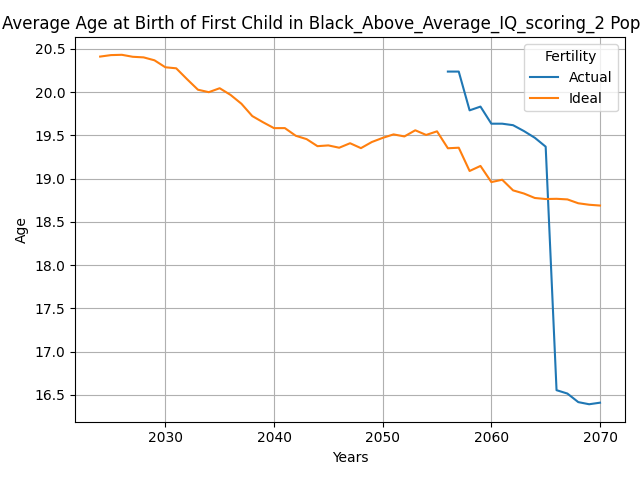 Average Age at Birth of First Child in Black_Above_Average_IQ_scoring_2 Pop
Fertility
Actual
Ideal
Age
20.5
20.0
19.5
19.0
18.5
18.0
17.5
17.0
16.5
2030 2040 2050 2060 2070
Years